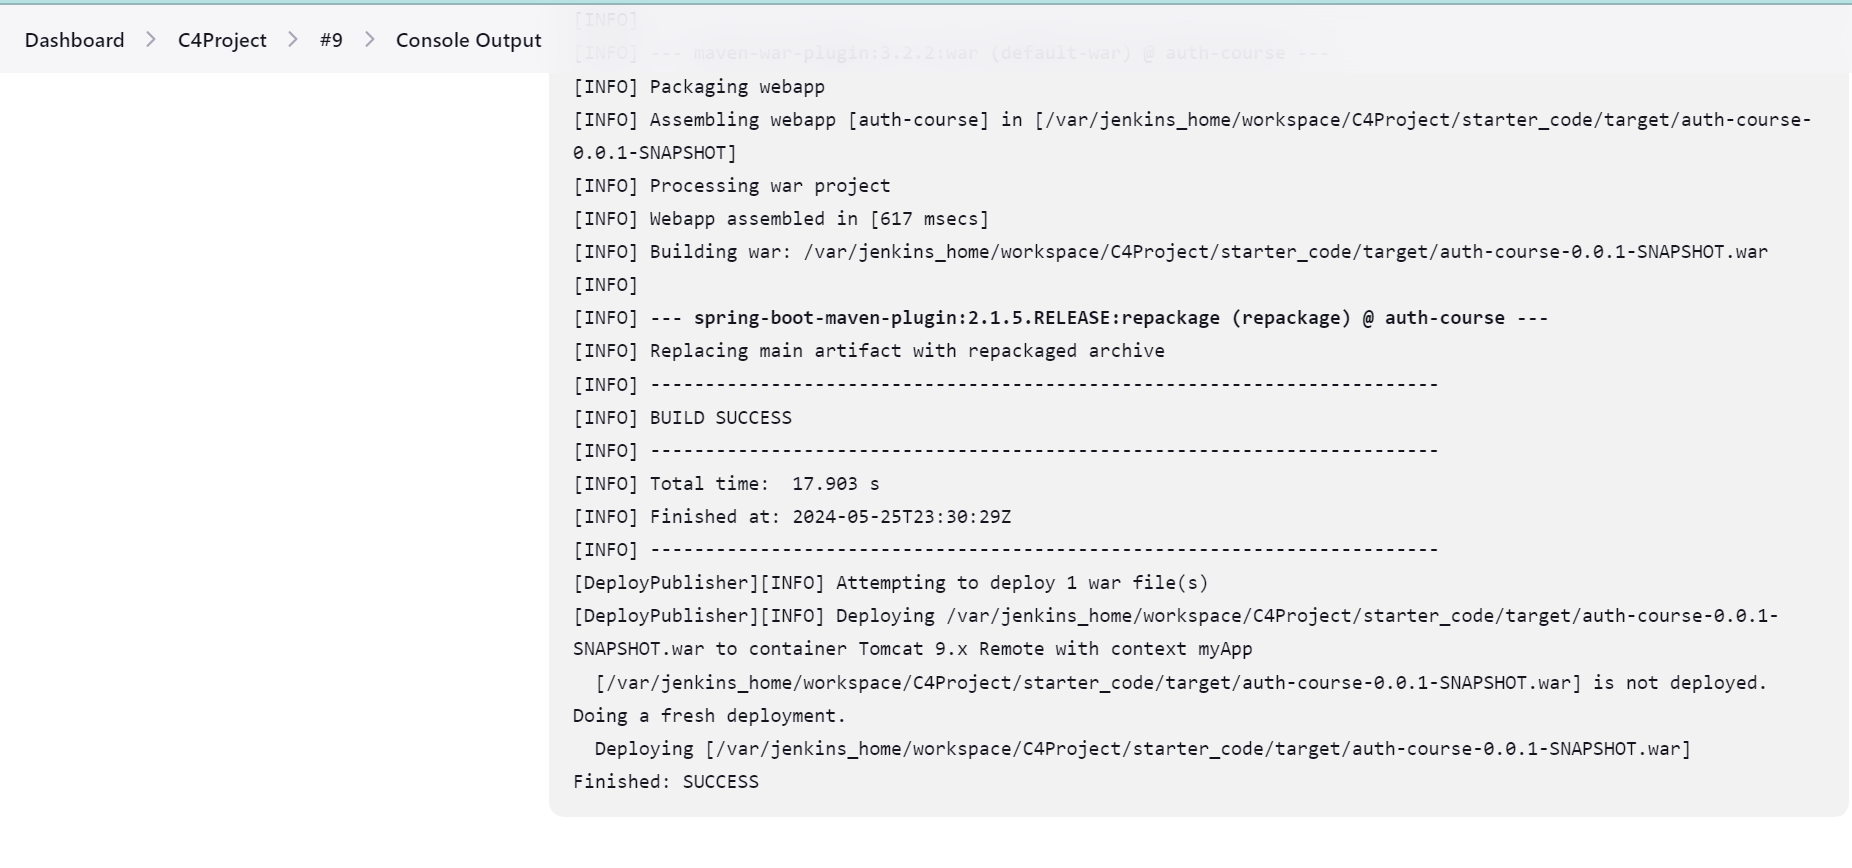 [INFO]
Dashboard > C4Project > #9 > Console Output
[INFO] --- maven-war-plugin:3.2.2:war (default-war) @ auth-course ---
[INFO] Packaging webapp
[INFO] Assembling webapp [auth-course] in [/var/jenkins_home/workspace/C4Project/starter_code/target/auth-course-
0.0.1-SNAPSHOT]
[INFO] Processing war project
[INFO] Webapp assembled in [617 msecs]
[INFO] Building war: /var/jenkins_home/workspace/C4Project/starter_code/target/auth-course-0.0.1-SNAPSHOT.war
[INFO]
[INFO] --- spring-boot-maven-plugin:2.1.5.RELEASE:repackage (repackage) @ auth-course ---
[INFO] Replacing main artifact with repackaged archive
[INFO] ------------------------------------------------------------------------
[INFO] BUILD SUCCESS
[INFO] ------------------------------------------------------------------------
[INFO] Total time:  17.903 s
[INFO] Finished at: 2024-05-25T23:30:29Z
[INFO] ------------------------------------------------------------------------
[DeployPublisher][INFO] Attempting to deploy 1 war file(s)
[DeployPublisher][INFO] Deploying /var/jenkins_home/workspace/C4Project/starter_code/target/auth-course-0.0.1-
SNAPSHOT.war to container Tomcat 9.x Remote with context myApp
  [/var/jenkins_home/workspace/C4Project/starter_code/target/auth-course-0.0.1-SNAPSHOT.war] is not deployed.
Doing a fresh deployment.
  Deploying [/var/jenkins_home/workspace/C4Project/starter_code/target/auth-course-0.0.1-SNAPSHOT.war]
Finished: SUCCESS